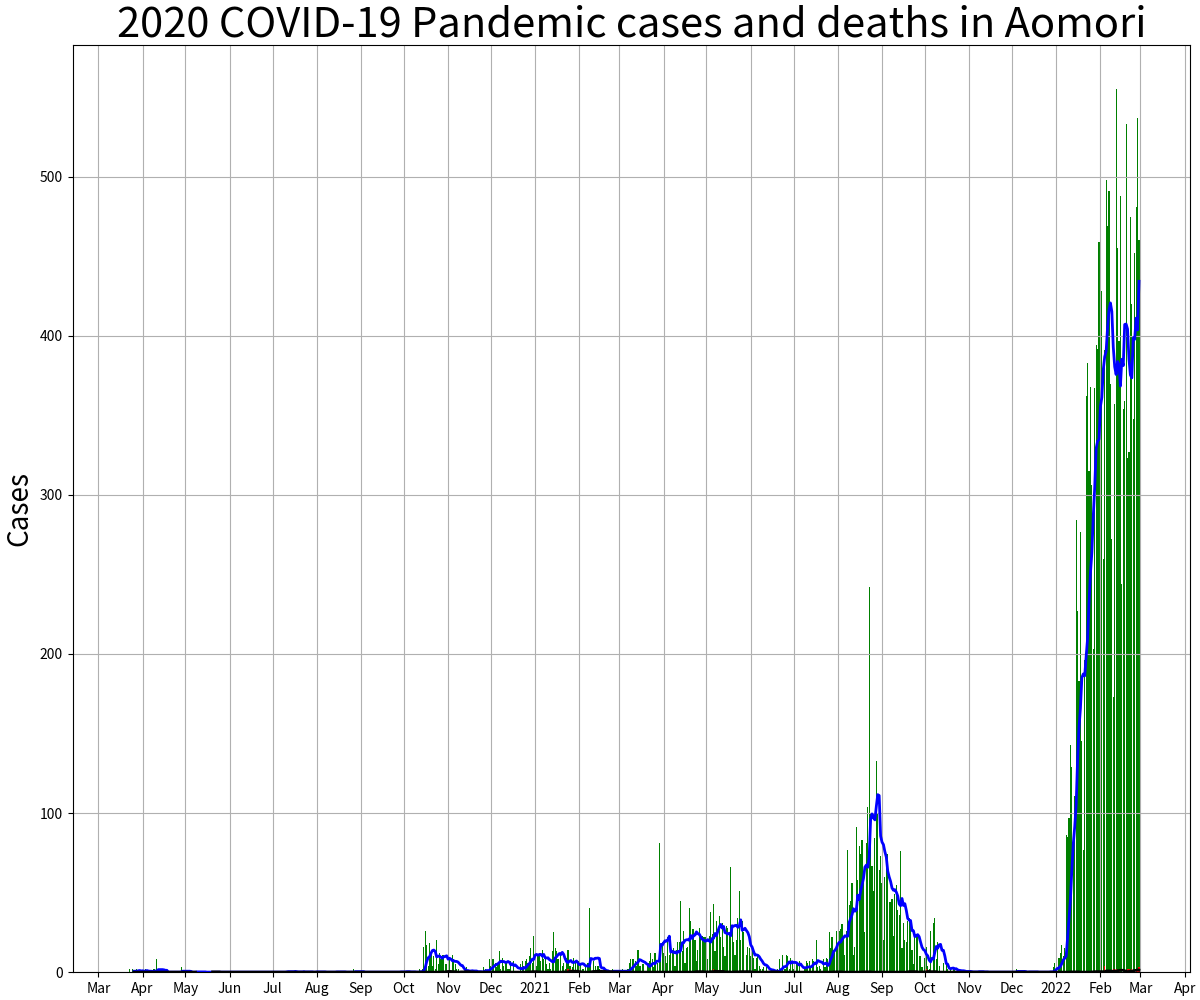 2020 COVID-19 Pandemic cases and deaths in Aomori
Cases
500
400
300
200
100
0
Mar Apr May Jun Jul Aug Sep Oct Nov Dec 2021 Feb Mar Apr May Jun Jul Aug Sep Oct Nov Dec 2022 Feb Mar Apr